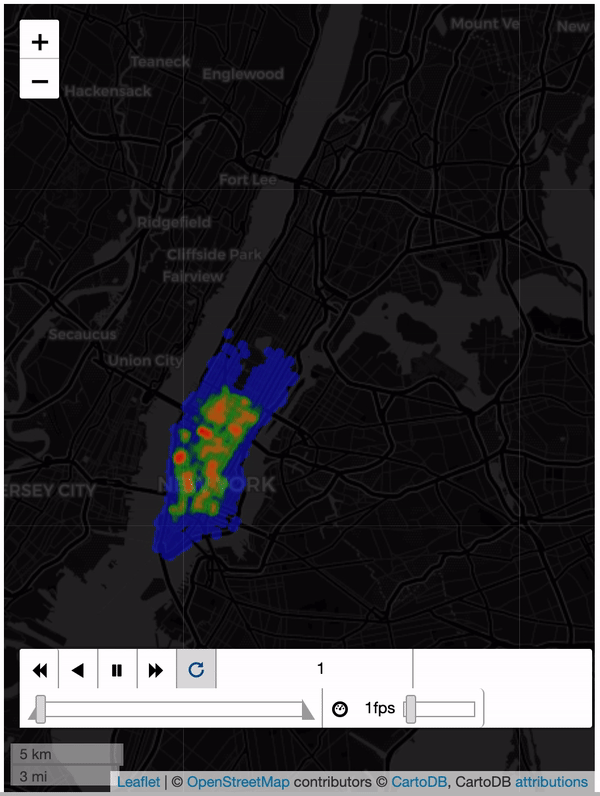 +
Mount Ve
New
−
Teaneck
Englewood
Hackensack
Fort Lee
Ridgefield
Cliffside Park
Fairview
Secaucus
Union City
ERSEY CITY
NEW YORK
1
1fps
5 km
3 mi
Leaflet | © OpenStreetMap contributors © CartoDB, CartoDB attributions